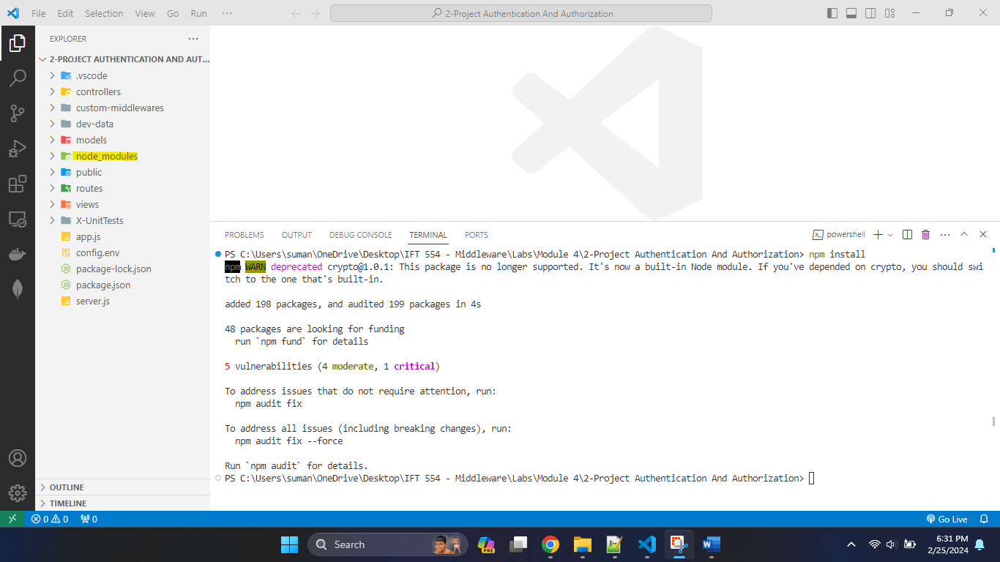 File Edit Selection View Go Run ··· 2-Project Authentication And Authorization
EXPLORER ···
2-PROJECT AUTHENTICATION AND AUT...
.vscode
controllers
custom-middlewares
dev-data
models
node_modules
public
routes
views
X-UnitTests
app.js
config.env
package-lock.json
package.json
server.js
OUTLINE
TIMELINE
PROBLEMS OUTPUT DEBUG CONSOLE TERMINAL PORTS powershell
PS C:\Users\suman\OneDrive\Desktop\IFT 554 - Middleware\Labs\Module 4\2-Project Authentication And Authorization> npm install
npm WARN deprecated crypto@1.0.1: This package is no longer supported. It's now a built-in Node module. If you've depended on crypto, you should swi
tch to the one that's built-in.
added 198 packages, and audited 199 packages in 4s
48 packages are looking for funding
run `npm fund` for details
5 vulnerabilities (4 moderate, 1 critical)
To address issues that do not require attention, run:
npm audit fix
To address all issues (including breaking changes), run:
npm audit fix --force
Run `npm audit` for details.
PS C:\Users\suman\OneDrive\Desktop\IFT 554 - Middleware\Labs\Module 4\2-Project Authentication And Authorization>
0 0 0 Go Live
Search PRE W 6:31 PM
2/25/2024